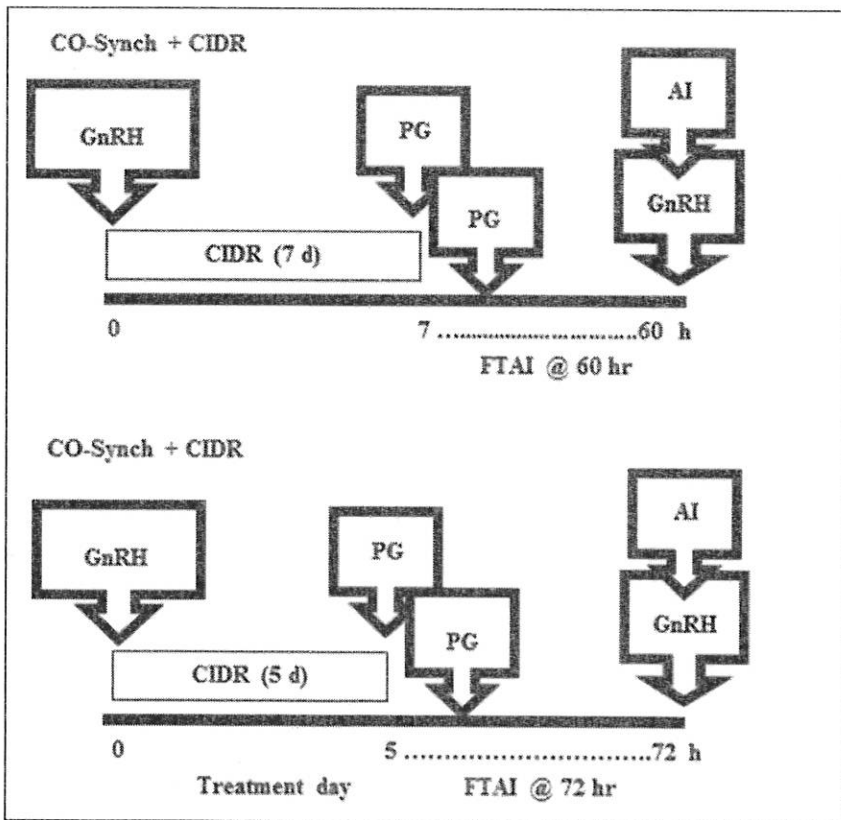 CO-Synch + CIDR
GnRH
PG
PG
AI
GnRH
CIDR (7 d)
0 7 ................................60 h
FTAI @ 60 hr
CO-Synch + CIDR
GnRH
PG
PG
AI
GnRH
CIDR (5 d)
0 5 ................................72 h
Treatment day FTAI @ 72 hr